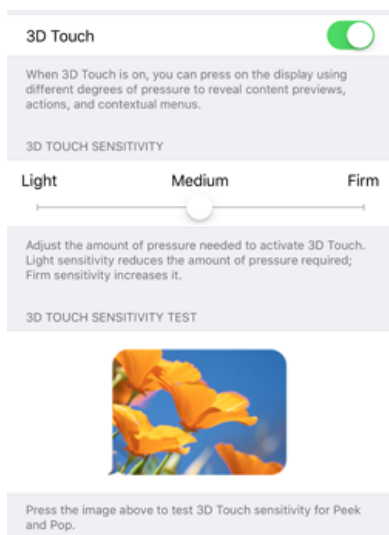 3D Touch
When 3D Touch is on, you can press on the display using
different degrees of pressure to reveal content previews,
actions, and contextual menus.
3D TOUCH SENSITIVITY
Light Medium Firm
Adjust the amount of pressure needed to activate 3D Touch.
Light sensitivity reduces the amount of pressure required;
Firm sensitivity increases it.
3D TOUCH SENSITIVITY TEST
Press the image above to test 3D Touch sensitivity for Peek
and Pop.